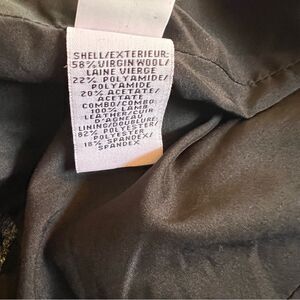 SHELL/EXTERIEUR:
58% VIRGIN WOOL/
LAINE VIERGE
22% POLYAMIDE/
POLYAMIDE
20% ACETATE/
ACETATE
COMBO/COMBO:
100% LAMB
LEATHER/CUIR
D'AGNEAU
LINING/DOUBLURE:
82% POLYESTER/
POLYESTER
18% SPANDEX/
SPANDEX